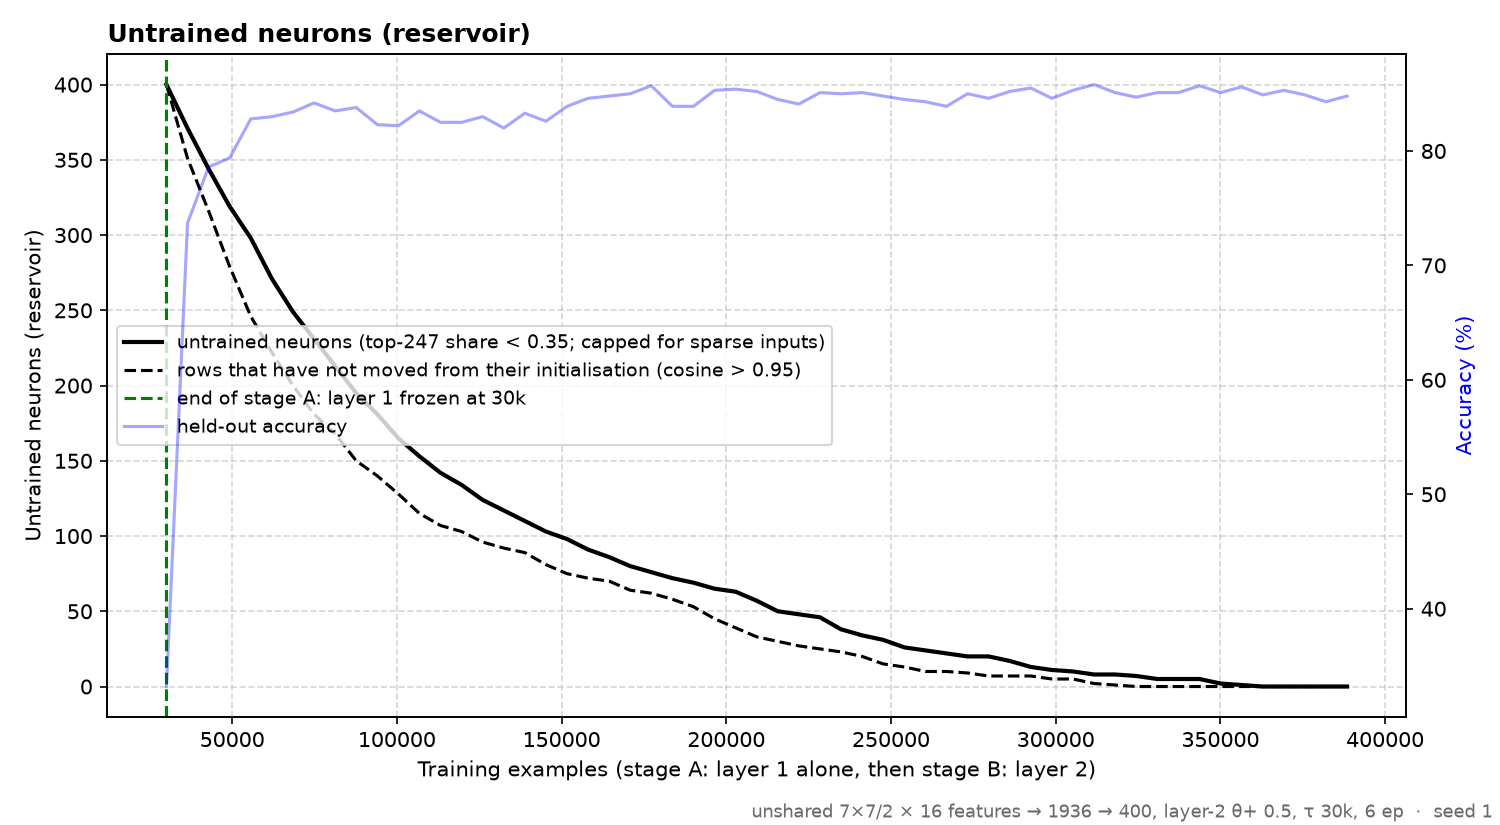 Untrained neurons (reservoir)
Untrained neurons (reservoir)
400
350
300
250
200
150
100
50
0
80
70
60
50
40
Accuracy (%)
untrained neurons (top-247 share < 0.35; capped for sparse inputs)
rows that have not moved from their initialisation (cosine > 0.95)
end of stage A: layer 1 frozen at 30k
held-out accuracy
50000 100000 150000 200000 250000 300000 350000 400000
Training examples (stage A: layer 1 alone, then stage B: layer 2)
unshared 7×7/2 × 16 features → 1936 → 400, layer-2 θ+ 0.5, τ 30k, 6 ep · seed 1